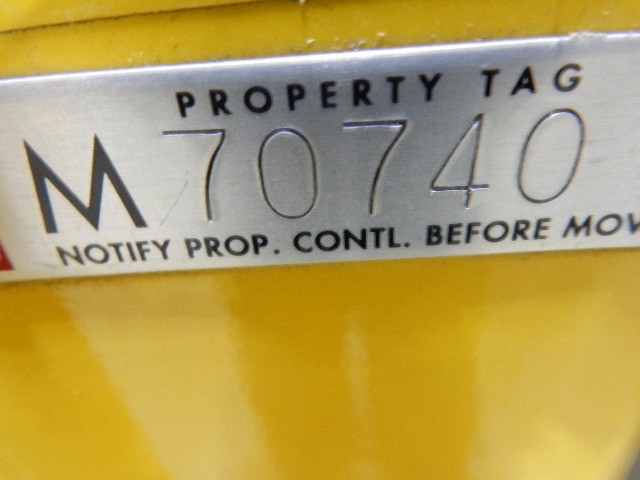 PROPERTY TAG
M 70740
NOTIFY PROP. CONTL. BEFORE MOV